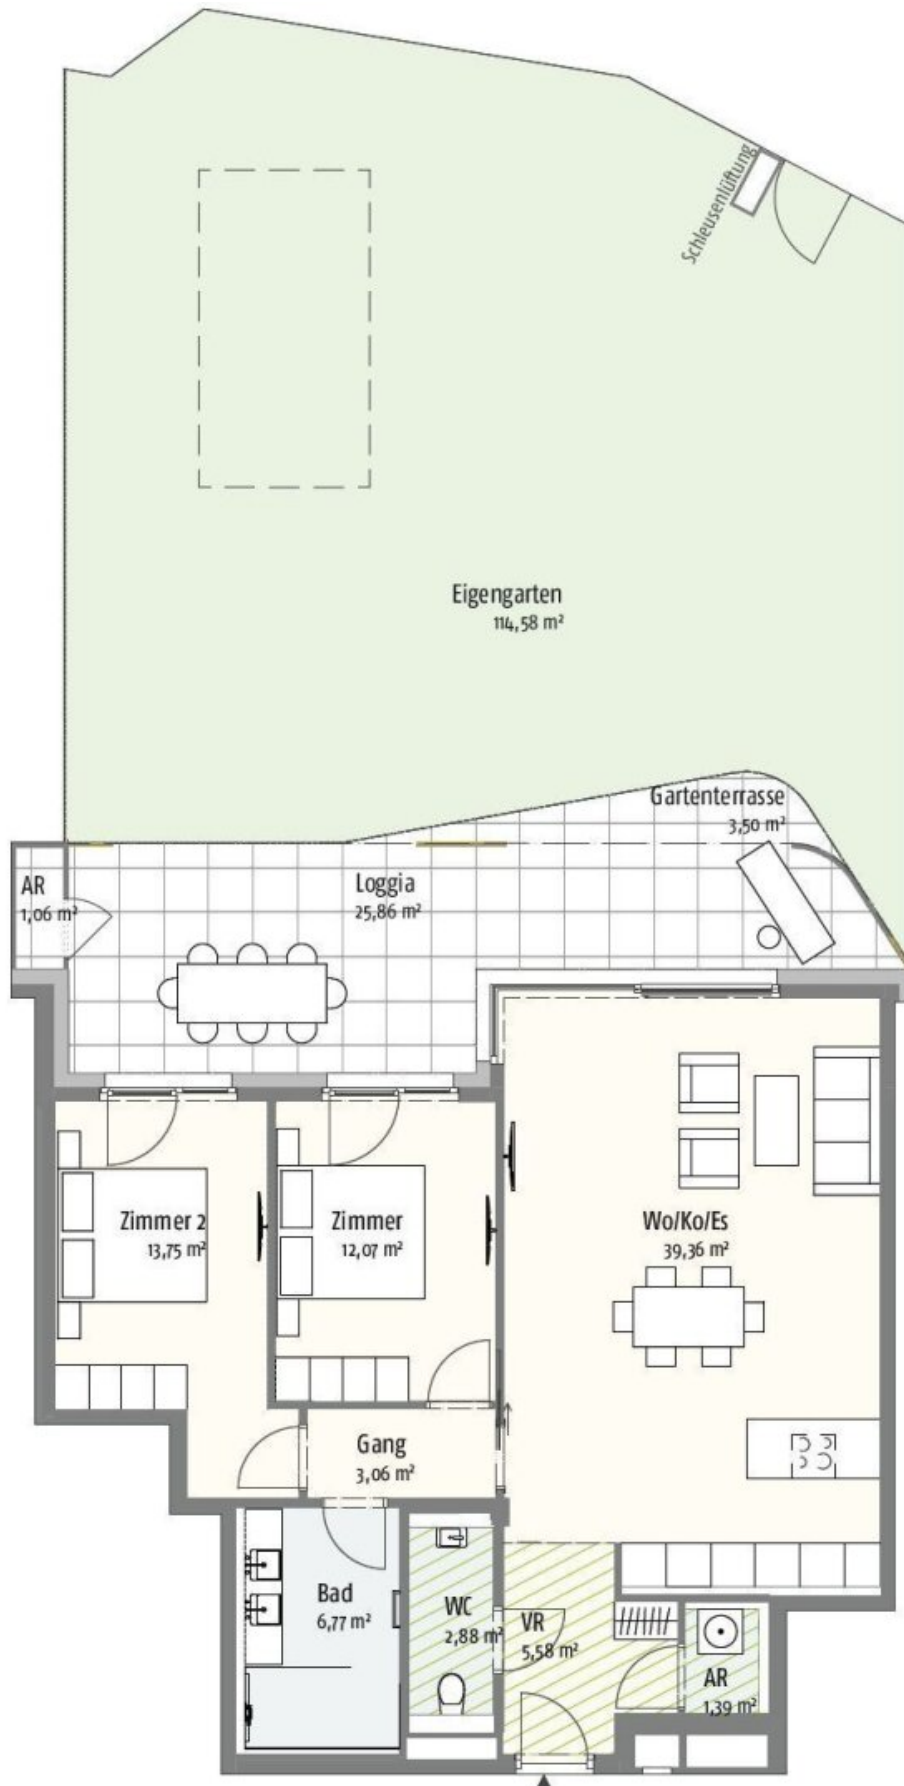 Schleusenlüftung
Eigengarten
114,58 m²
Gartenterrasse
3,50 m²
AR
1,06 m²
Loggia
25,86 m²
Zimmer 2
13,75 m²
Zimmer
12,07 m²
Wo/Ko/Es
39,36 m²
Gang
3,06 m²
Bad
6,77 m²
WC
2,88 m²
VR
5,58 m²
AR
1,39 m²